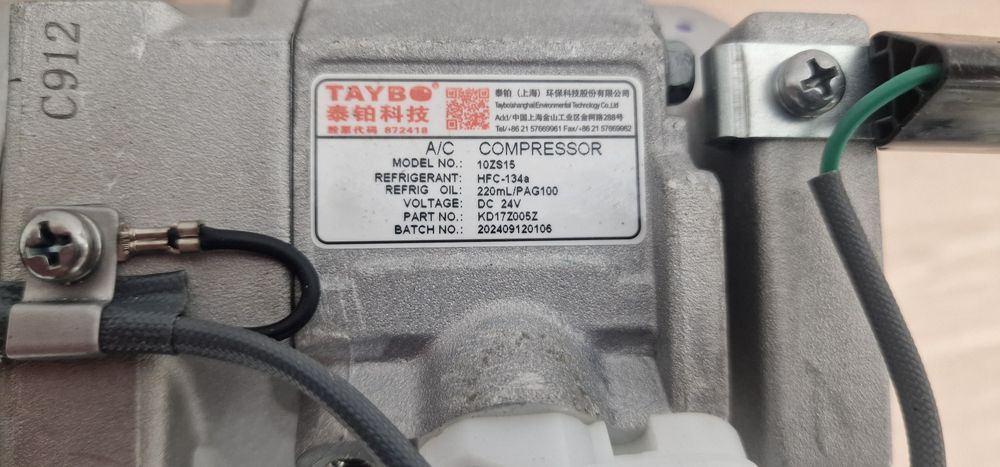 C912
TAYBO
泰铂科技
股票代码 872418
泰铂（上海）环保科技股份有限公司
Taybo(shanghai)Environmental Technology Co.,Ltd
Add/中国上海金山工业区金舸路288号
Tel/+86 21 57669961 Fax/+86 21 57669962
A/C COMPRESSOR
MODEL NO.: 10ZS15
REFRIGERANT: HFC-134a
REFRIG OIL: 220mL/PAG100
VOLTAGE: DC 24V
PART NO.: KD17Z005Z
BATCH NO.: 202409120106